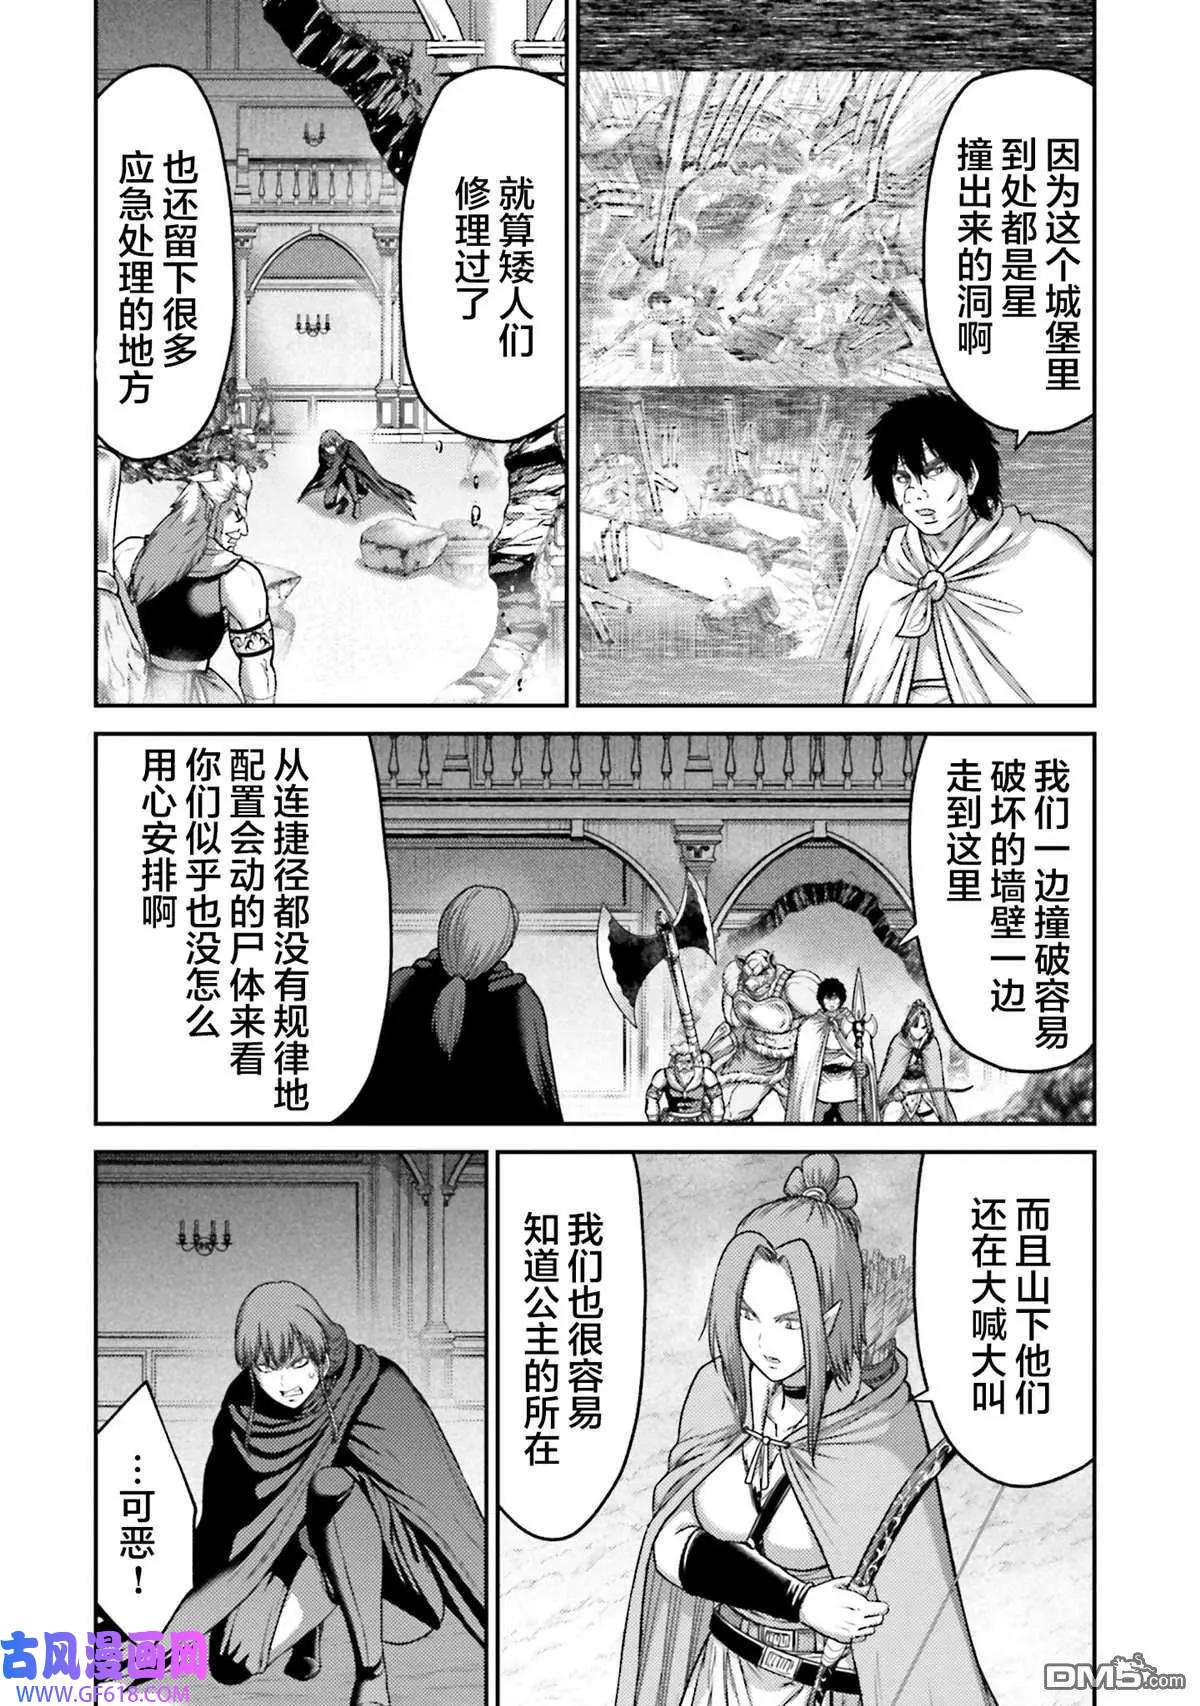 因为这个城堡里
到处都是星
撞出来的洞啊
就算矮人们
修理过了
也还留下很多
应急处理的地方
我们一边撞破容易
破坏的墙壁一边
走到这里
从连捷径都没有规律地
配置会动的尸体来看
你们似乎也没怎么
用心安排啊
而且山下他们
还在大喊大叫
我们也很容易
知道公主的所在
…可恶！
古风漫画网
WWW.GF618.COM
DM5.com